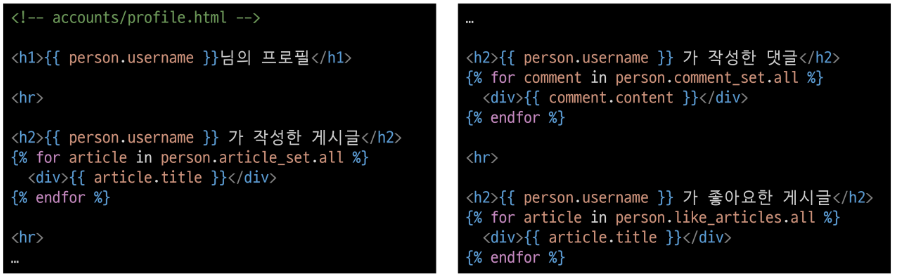 <!-- accounts/profile.html -->
<h1>{{ person.username }}님의 프로필</h1>
<hr>
<h2>{{ person.username }} 가 작성한 게시글</h2>
{% for article in person.article_set.all %}
  <div>{{ article.title }}</div>
{% endfor %}
<hr>
…
…
<h2>{{ person.username }} 가 작성한 댓글</h2>
{% for comment in person.comment_set.all %}
  <div>{{ comment.content }}</div>
{% endfor %}
<hr>
<h2>{{ person.username }} 가 좋아요한 게시글</h2>
{% for article in person.like_articles.all %}
  <div>{{ article.title }}</div>
{% endfor %}